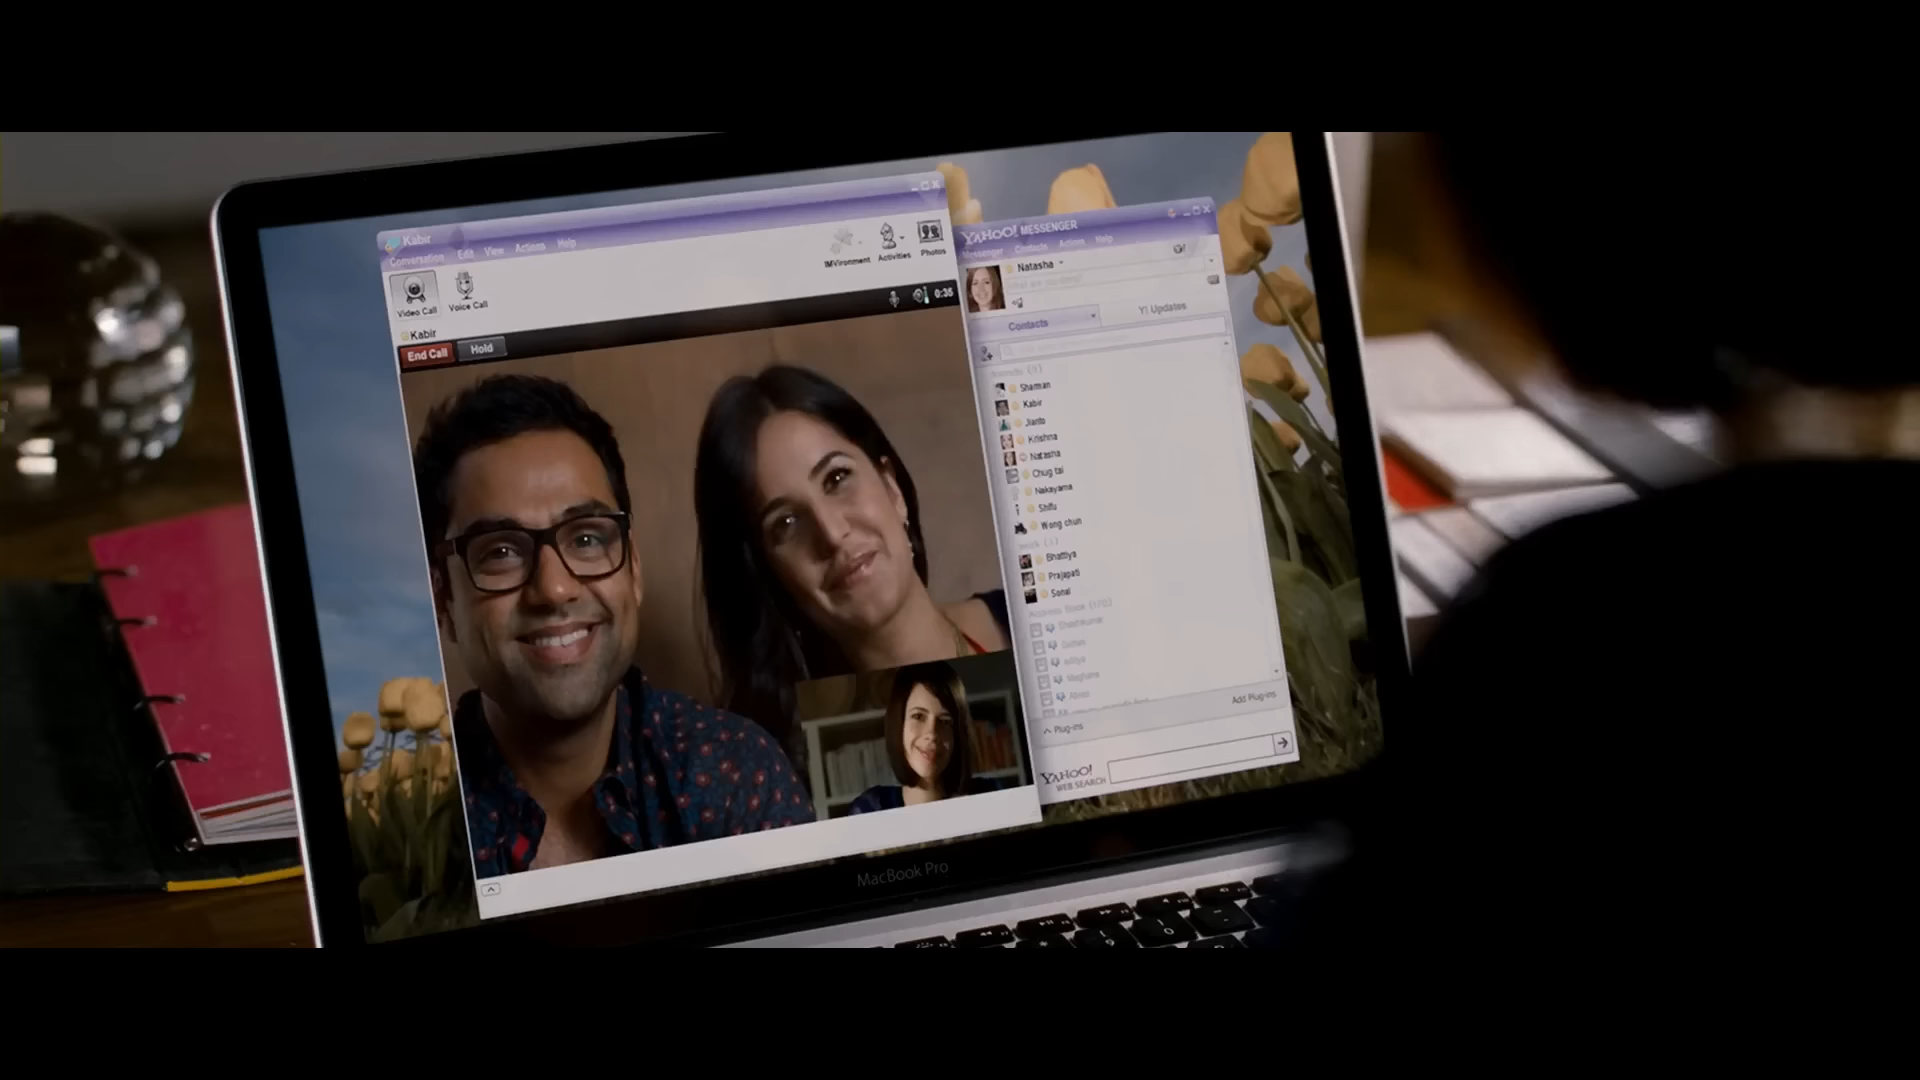 Kabir
Conversation Edit View Actions Help
IMVironment Activities Photos
Video Call Voice Call
Kabir
0:35
End Call Hold
YAHOO! MESSENGER
Messenger Contacts Actions Help
Natasha
Contacts Y! Updates
Sharman
Kabir
Jianto
Krishna
Natasha
Chug tai
Nakayama
Shifu
Wong chun
Bhattiya
Prajapati
Sonal
Address Book
Add Plug-ins
Plug-ins
YAHOO!
WEB SEARCH
MacBook Pro